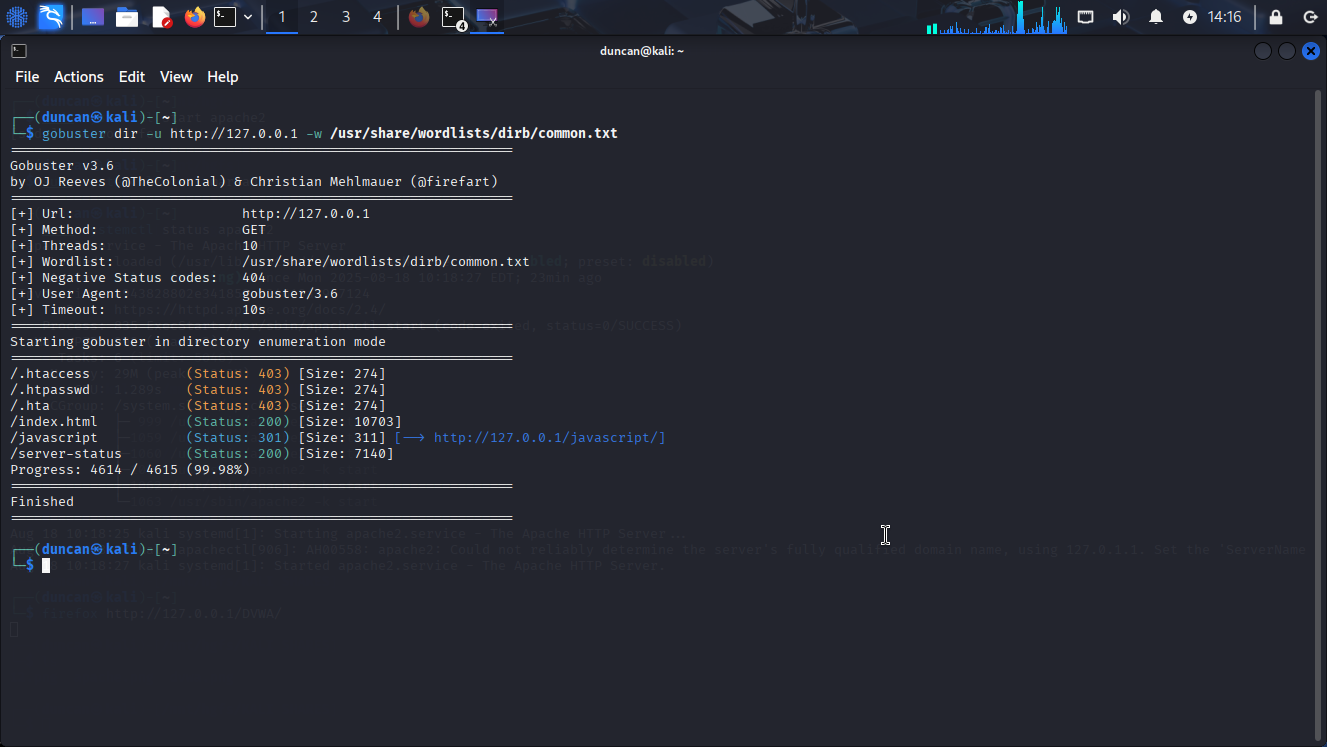 1 2 3 4 4 14:16
duncan@kali: ~
File Actions Edit View Help
┌──(duncan㉿kali)-[~]
└─$ gobuster dir -u http://127.0.0.1 -w /usr/share/wordlists/dirb/common.txt
===============================================================
Gobuster v3.6
by OJ Reeves (@TheColonial) & Christian Mehlmauer (@firefart)
===============================================================
[+] Url:                     http://127.0.0.1
[+] Method:                  GET
[+] Threads:                 10
[+] Wordlist:                /usr/share/wordlists/dirb/common.txt
[+] Negative Status codes:   404
[+] User Agent:              gobuster/3.6
[+] Timeout:                 10s
===============================================================
Starting gobuster in directory enumeration mode
===============================================================
/.htaccess            (Status: 403) [Size: 274]
/.htpasswd            (Status: 403) [Size: 274]
/.hta                 (Status: 403) [Size: 274]
/index.html           (Status: 200) [Size: 10703]
/javascript           (Status: 301) [Size: 311] [--> http://127.0.0.1/javascript/]
/server-status        (Status: 200) [Size: 7140]
Progress: 4614 / 4615 (99.98%)
===============================================================
Finished
===============================================================
┌──(duncan㉿kali)-[~]
└─$